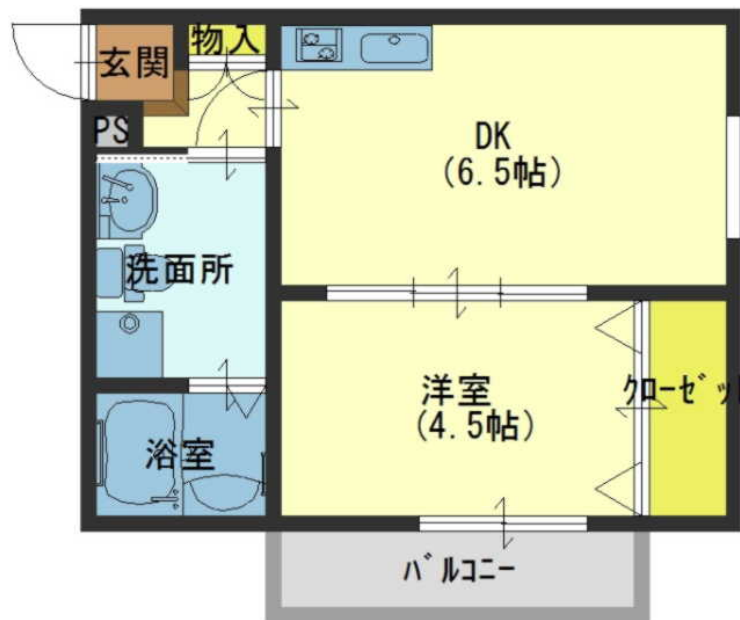 物入
玄関
PS
DK
(6.5帖)
洗面所
洋室
(4.5帖)
クローゼット
浴室
バルコニー